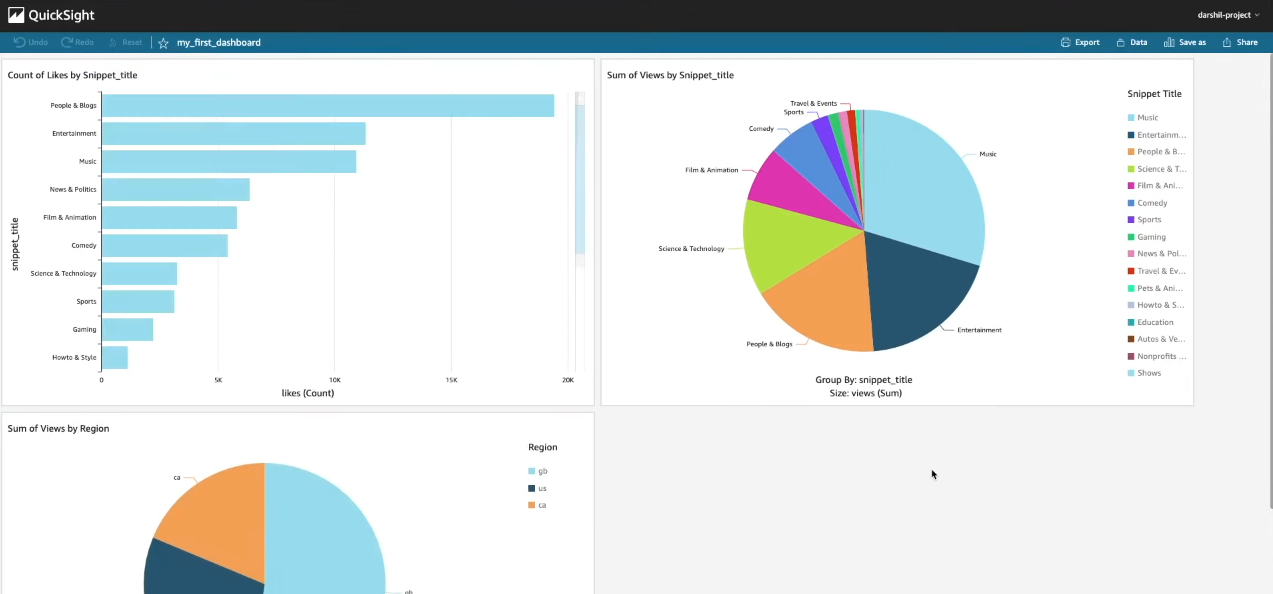 QuickSight
darshil-project
Undo
Redo
Reset
my_first_dashboard
Export
Data
Save as
Share
Count of Likes by Snippet_title
snippet_title
People & Blogs
Entertainment
Music
News & Politics
Film & Animation
Comedy
Science & Technology
Sports
Gaming
Howto & Style
0
5K
10K
15K
20K
likes (Count)
Sum of Views by Snippet_title
Travel & Events
Sports
Comedy
Film & Animation
Science & Technology
People & Blogs
Music
Entertainment
Group By: snippet_title
Size: views (Sum)
Snippet Title
Music
Entertainm...
People & B...
Science & T...
Film & Ani...
Comedy
Sports
Gaming
News & Pol...
Travel & Ev...
Pets & Ani...
Howto & S...
Education
Autos & Ve...
Nonprofits ...
Shows
Sum of Views by Region
ca
gb
Region
gb
us
ca